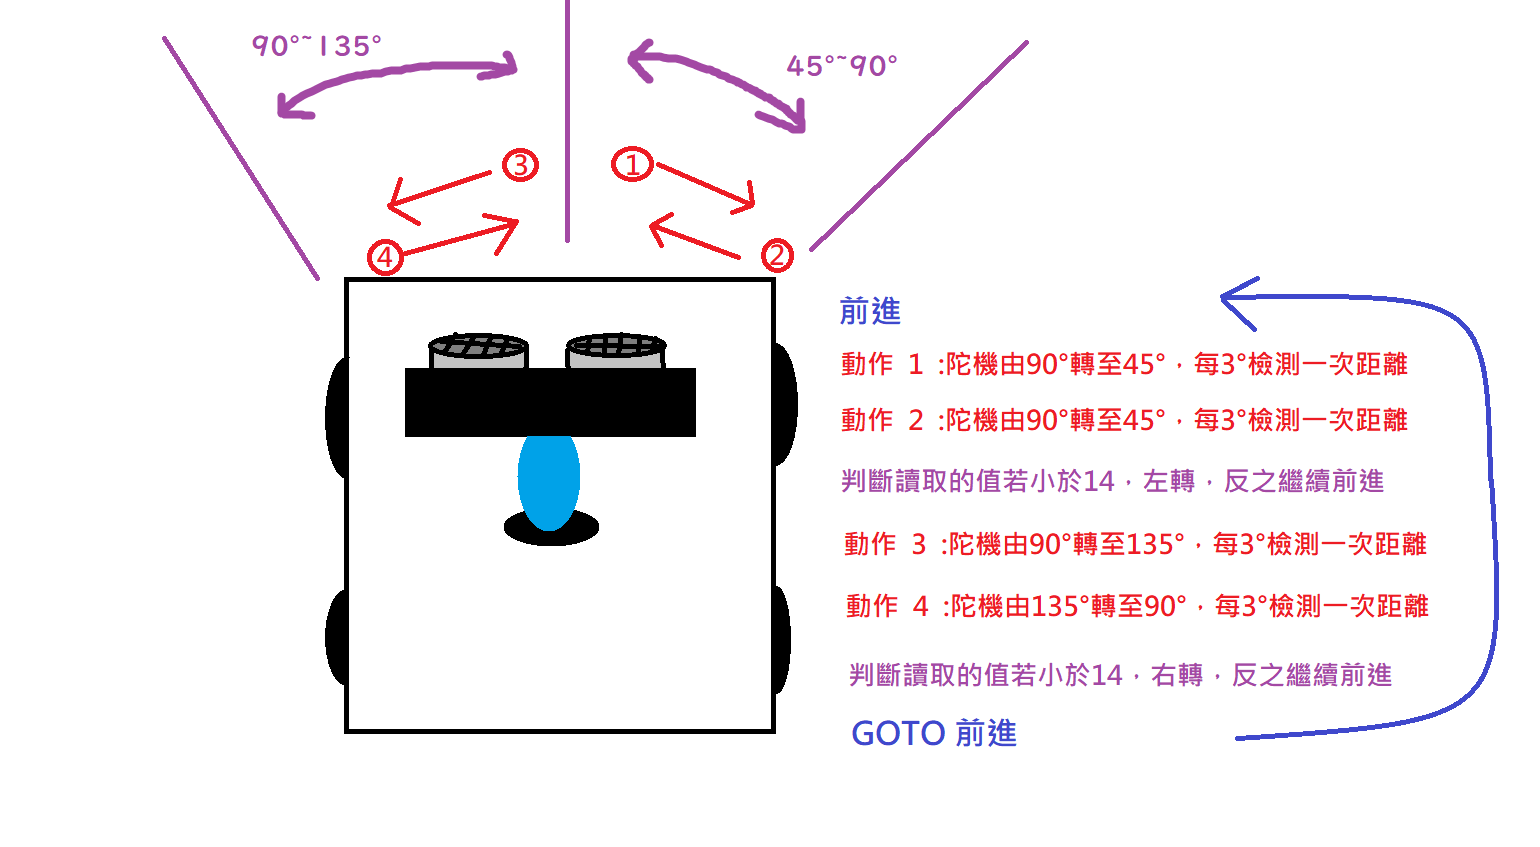 90°~135°
45°~90°
③
①
④
②
前進
動作 1 :陀機由90°轉至45°，每3°檢測一次距離
動作 2 :陀機由90°轉至45°，每3°檢測一次距離
判斷讀取的值若小於14，左轉，反之繼續前進
動作 3 :陀機由90°轉至135°，每3°檢測一次距離
動作 4 :陀機由135°轉至90°，每3°檢測一次距離
判斷讀取的值若小於14，右轉，反之繼續前進
GOTO 前進